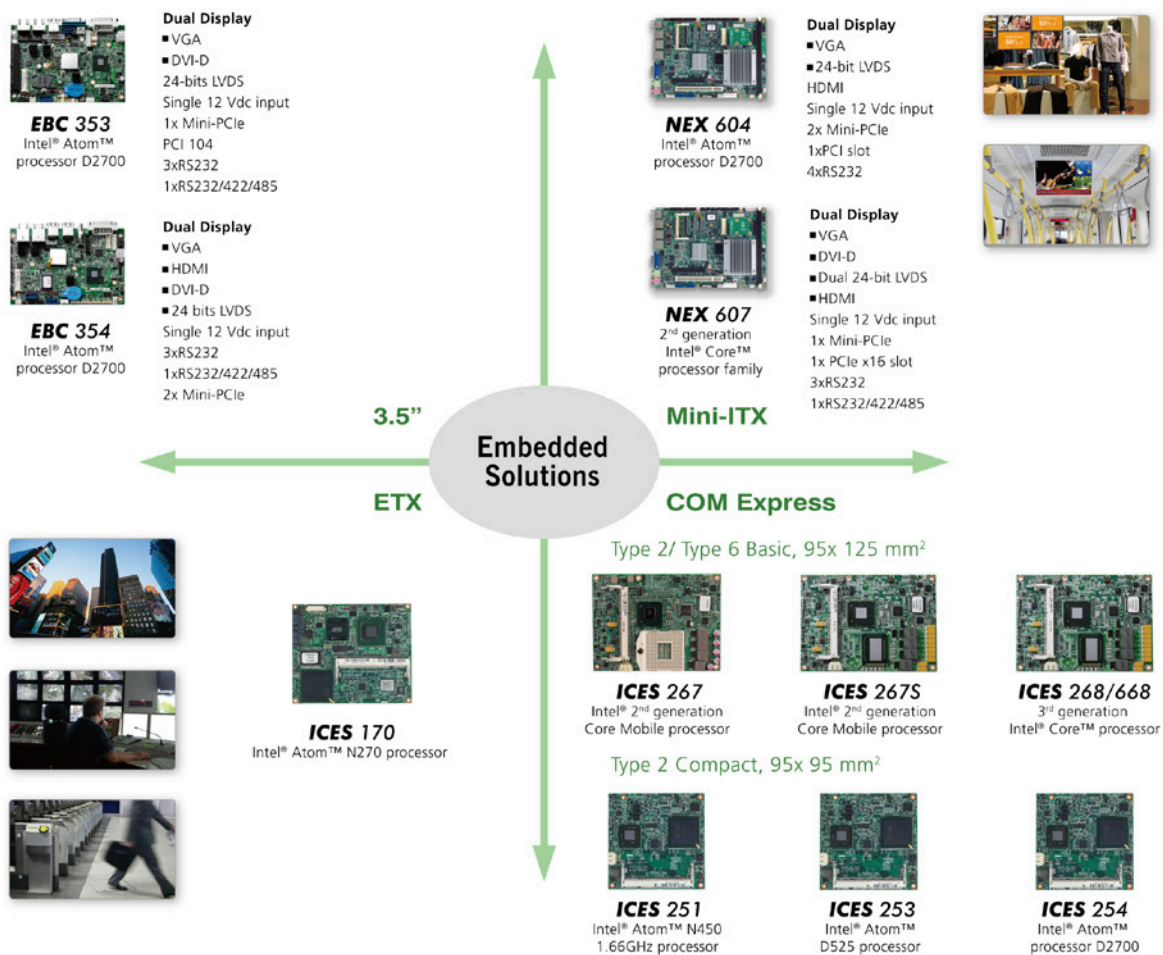 Dual Display
■ VGA
■ DVI-D
24-bits LVDS
Single 12 Vdc input
1x Mini-PCIe
PCI 104
3xRS232
1xRS232/422/485
EBC 353
Intel® Atom™
processor D2700
Dual Display
■ VGA
■ HDMI
■ DVI-D
■ 24 bits LVDS
Single 12 Vdc input
3xRS232
1xRS232/422/485
2x Mini-PCIe
EBC 354
Intel® Atom™
processor D2700
Dual Display
■ VGA
■ 24-bit LVDS
HDMI
Single 12 Vdc input
2x Mini-PCIe
1xPCI slot
4xRS232
NEX 604
Intel® Atom™
processor D2700
Dual Display
■ VGA
■ DVI-D
■ Dual 24-bit LVDS
■ HDMI
Single 12 Vdc input
1x Mini-PCIe
1x PCIe x16 slot
3xRS232
1xRS232/422/485
NEX 607
2nd generation
Intel® Core™
processor family
3.5”
Mini-ITX
Embedded
Solutions
ETX
COM Express
ICES 170
Intel® Atom™ N270 processor
Type 2/ Type 6 Basic, 95x 125 mm²
ICES 267
Intel® 2nd generation
Core Mobile processor
ICES 267S
Intel® 2nd generation
Core Mobile processor
ICES 268/668
3rd generation
Intel® Core™ processor
Type 2 Compact, 95x 95 mm²
ICES 251
Intel® Atom™ N450
1.66GHz processor
ICES 253
Intel® Atom™
D525 processor
ICES 254
Intel® Atom™
processor D2700